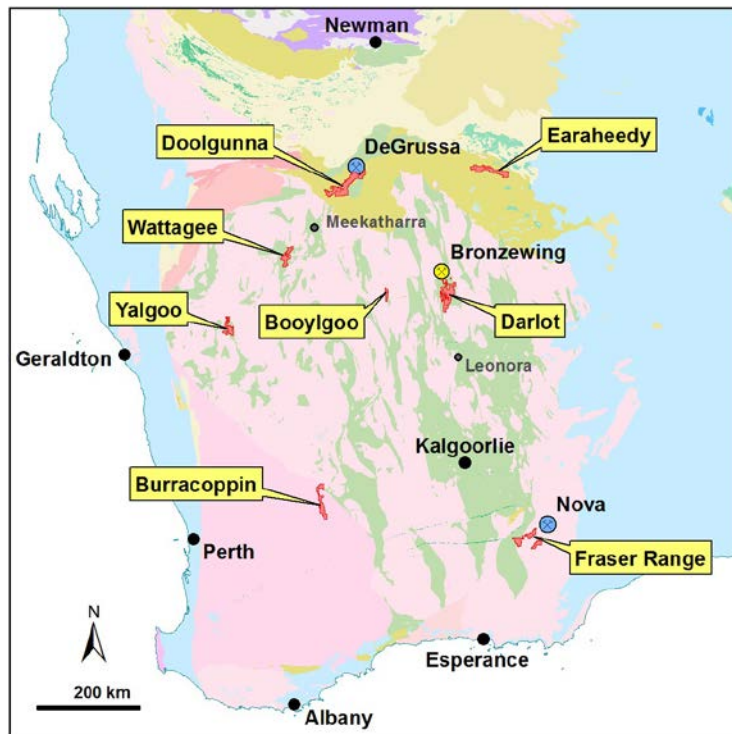 Newman
Doolgunna
DeGrussa
Earaheedy
Meekatharra
Wattagee
Bronzewing
Yalgoo
Booylgoo
Darlot
Geraldton
Leonora
Kalgoorlie
Burracoppin
Nova
Perth
Fraser Range
N
Esperance
200 km
Albany